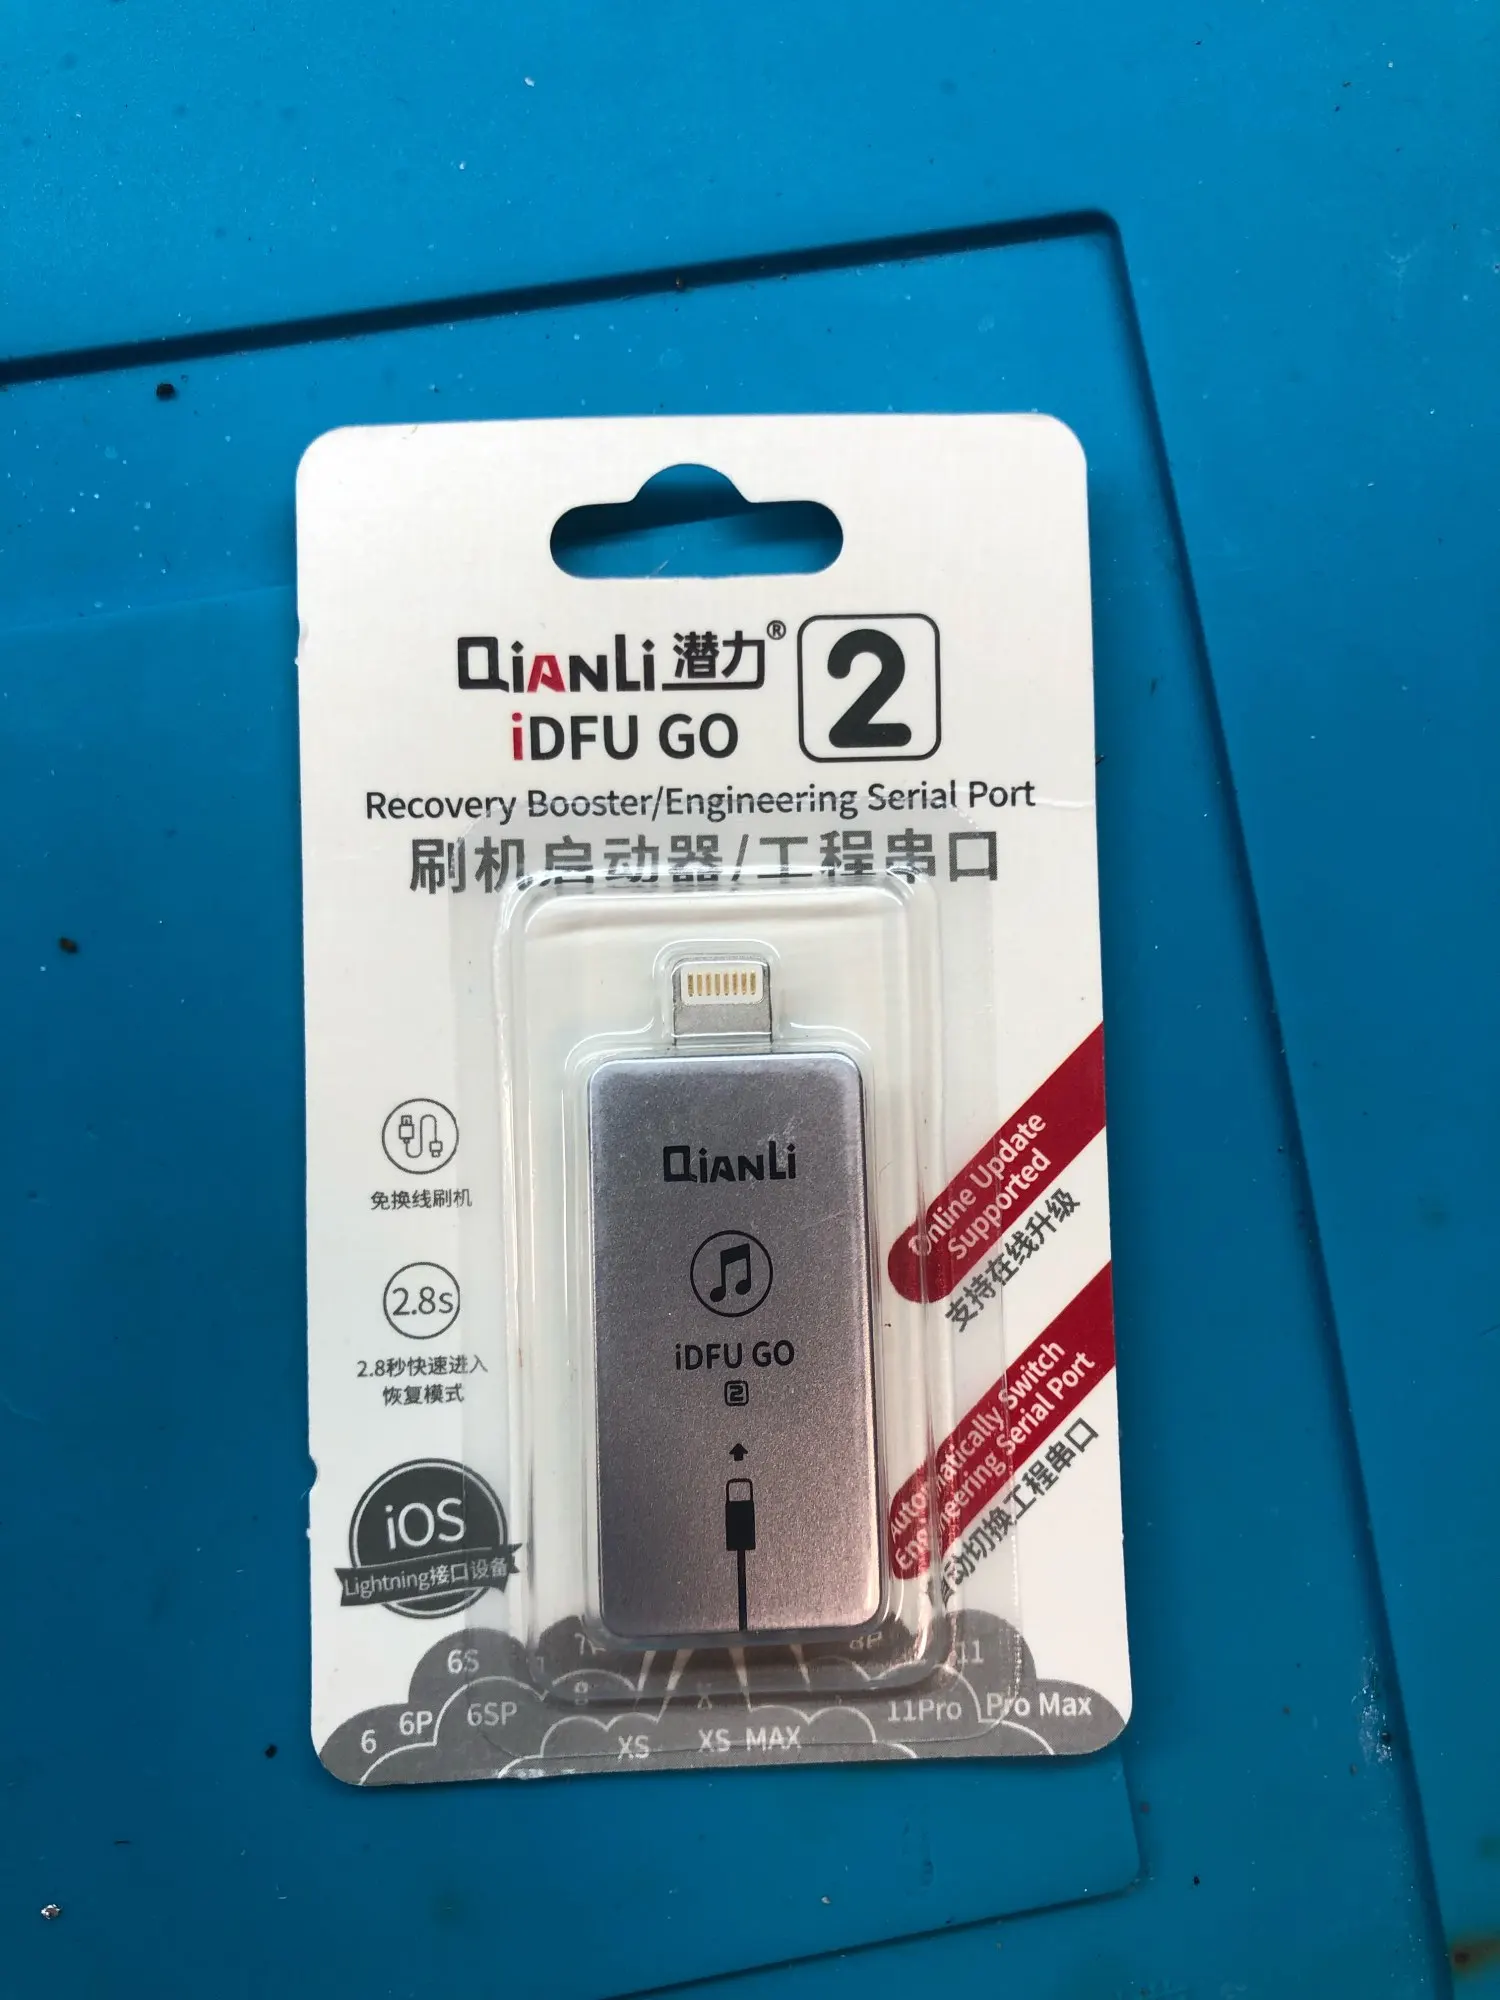 QiANLi 潜力®
2
iDFU GO
Recovery Booster/Engineering Serial Port
刷机启动器/工程串口
QiANLi
iDFU GO
2
免换线刷机
2.8s
2.8秒快速进入
恢复模式
iOS
Lightning接口设备
Online Update
Supported
支持在线升级
Automatically Switch
Engineering Serial Port
自动切换工程串口
6S
8P
11
6
6P
6SP
8
X
11Pro
Pro Max
XS
XS MAX